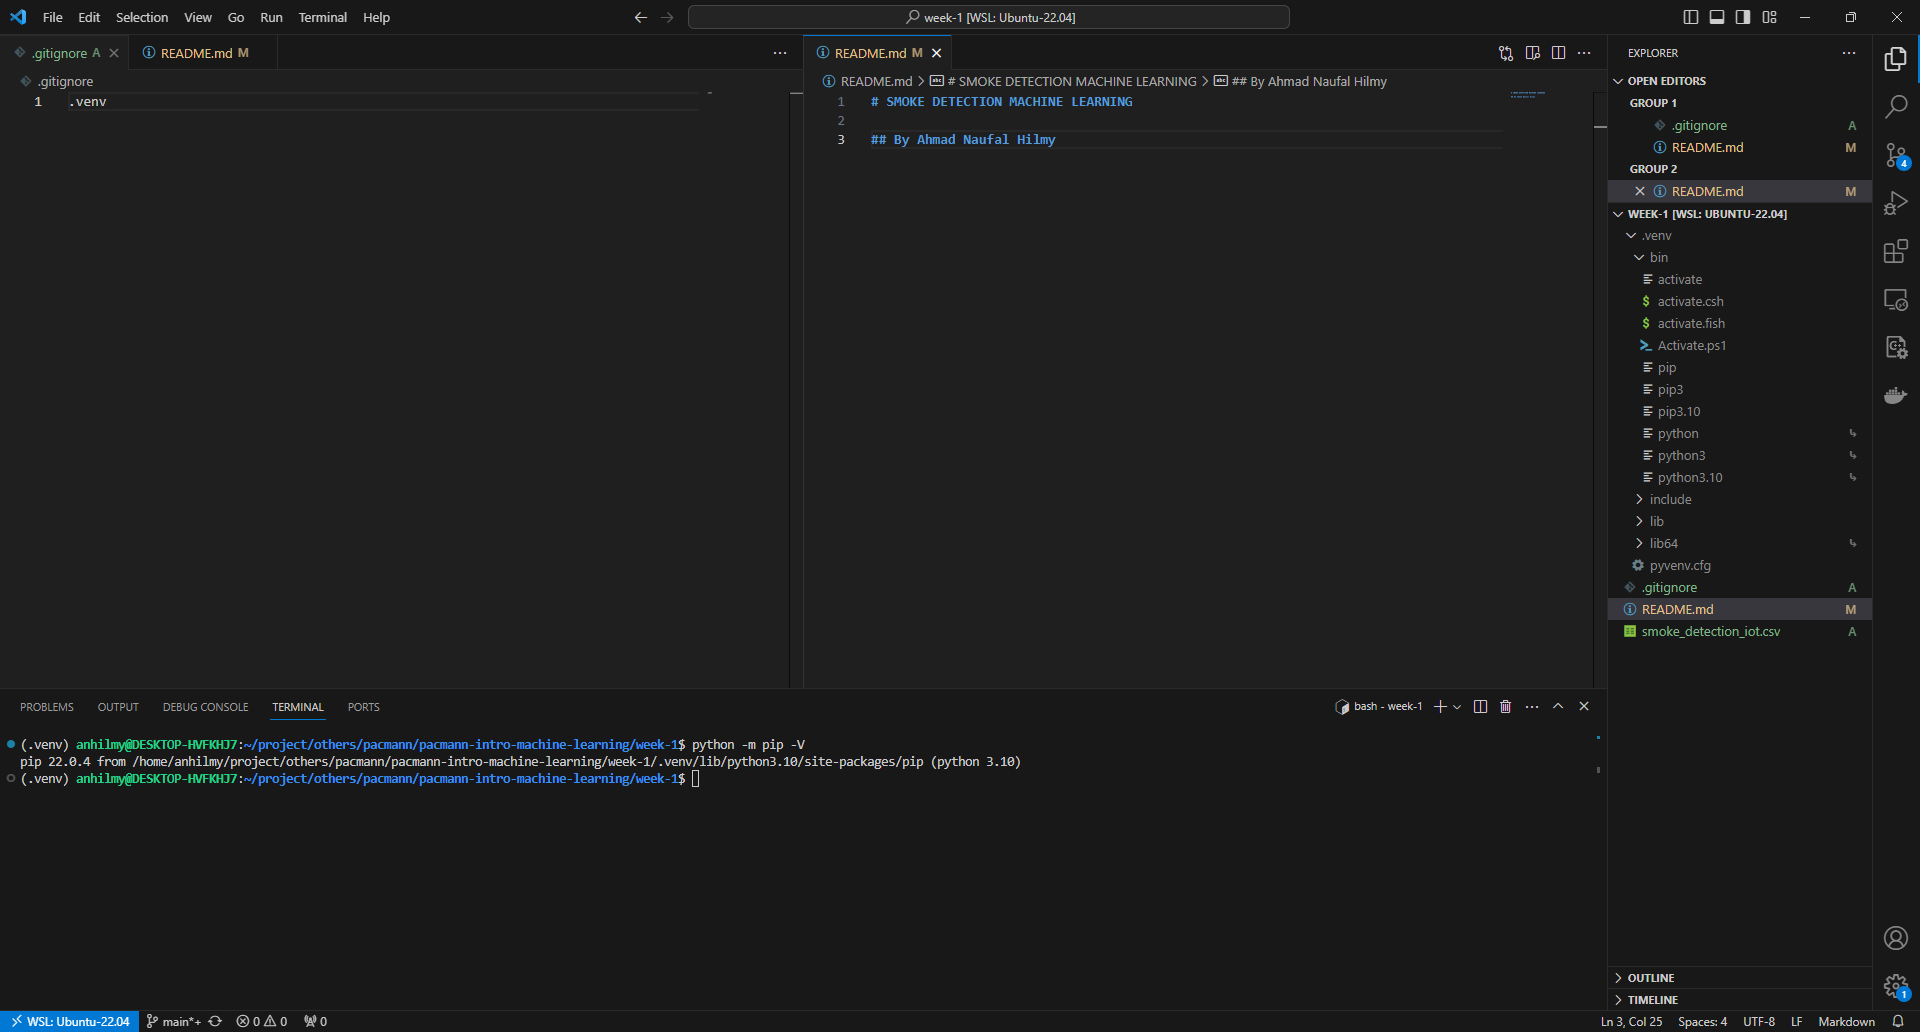 File Edit Selection View Go Run Terminal Help
week-1 [WSL: Ubuntu-22.04]
.gitignore A
README.md M
.gitignore
1 .venv
README.md M
README.md > # SMOKE DETECTION MACHINE LEARNING > ## By Ahmad Naufal Hilmy
1 # SMOKE DETECTION MACHINE LEARNING
2
3 ## By Ahmad Naufal Hilmy
EXPLORER
OPEN EDITORS
GROUP 1
.gitignore A
README.md M
GROUP 2
README.md M
WEEK-1 [WSL: UBUNTU-22.04]
.venv
bin
activate
$ activate.csh
$ activate.fish
Activate.ps1
pip
pip3
pip3.10
python
python3
python3.10
include
lib
lib64
pyvenv.cfg
.gitignore A
README.md M
smoke_detection_iot.csv A
OUTLINE
TIMELINE
4
1
PROBLEMS OUTPUT DEBUG CONSOLE TERMINAL PORTS
bash - week-1
(.venv) anhilmy@DESKTOP-HVFKHJ7:~/project/others/pacmann/pacmann-intro-machine-learning/week-1$ python -m pip -V
pip 22.0.4 from /home/anhilmy/project/others/pacmann/pacmann-intro-machine-learning/week-1/.venv/lib/python3.10/site-packages/pip (python 3.10)
(.venv) anhilmy@DESKTOP-HVFKHJ7:~/project/others/pacmann/pacmann-intro-machine-learning/week-1$
WSL: Ubuntu-22.04 main*+ 0 0 0
Ln 3, Col 25 Spaces: 4 UTF-8 LF Markdown